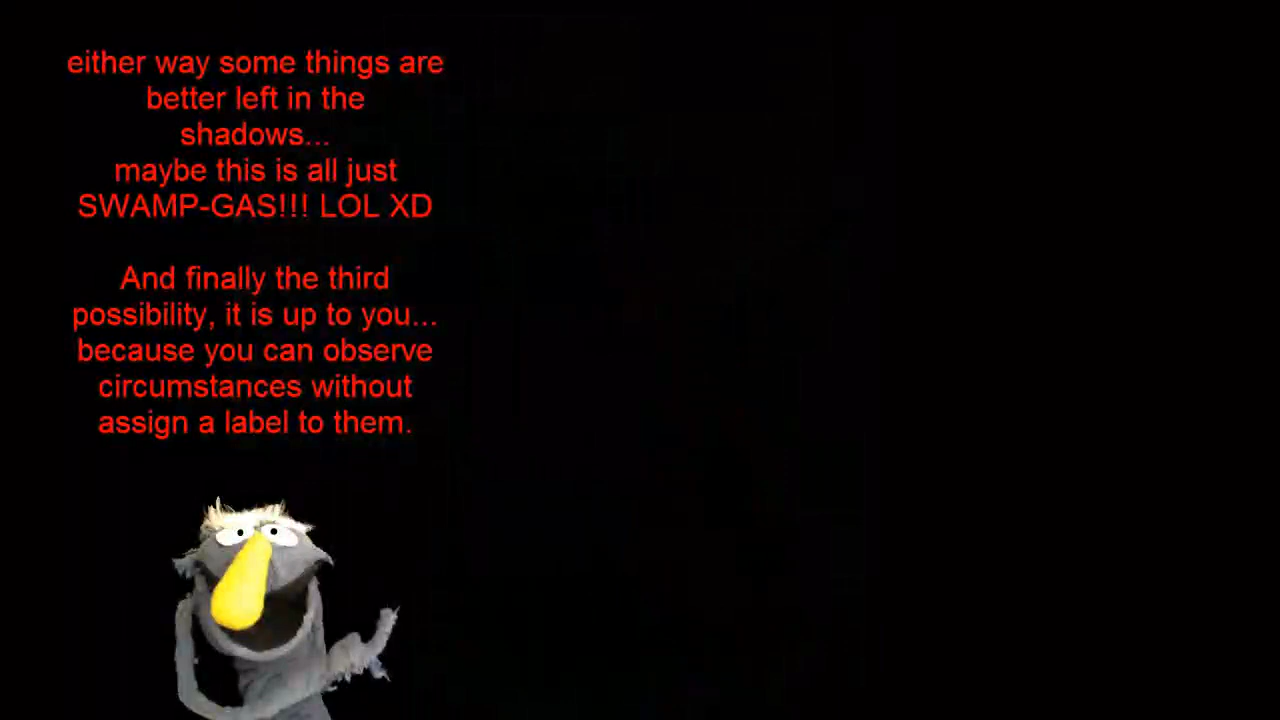 either way some things are
better left in the
shadows...
maybe this is all just
SWAMP-GAS!!! LOL XD
And finally the third
possibility, it is up to you...
because you can observe
circumstances without
assign a label to them.